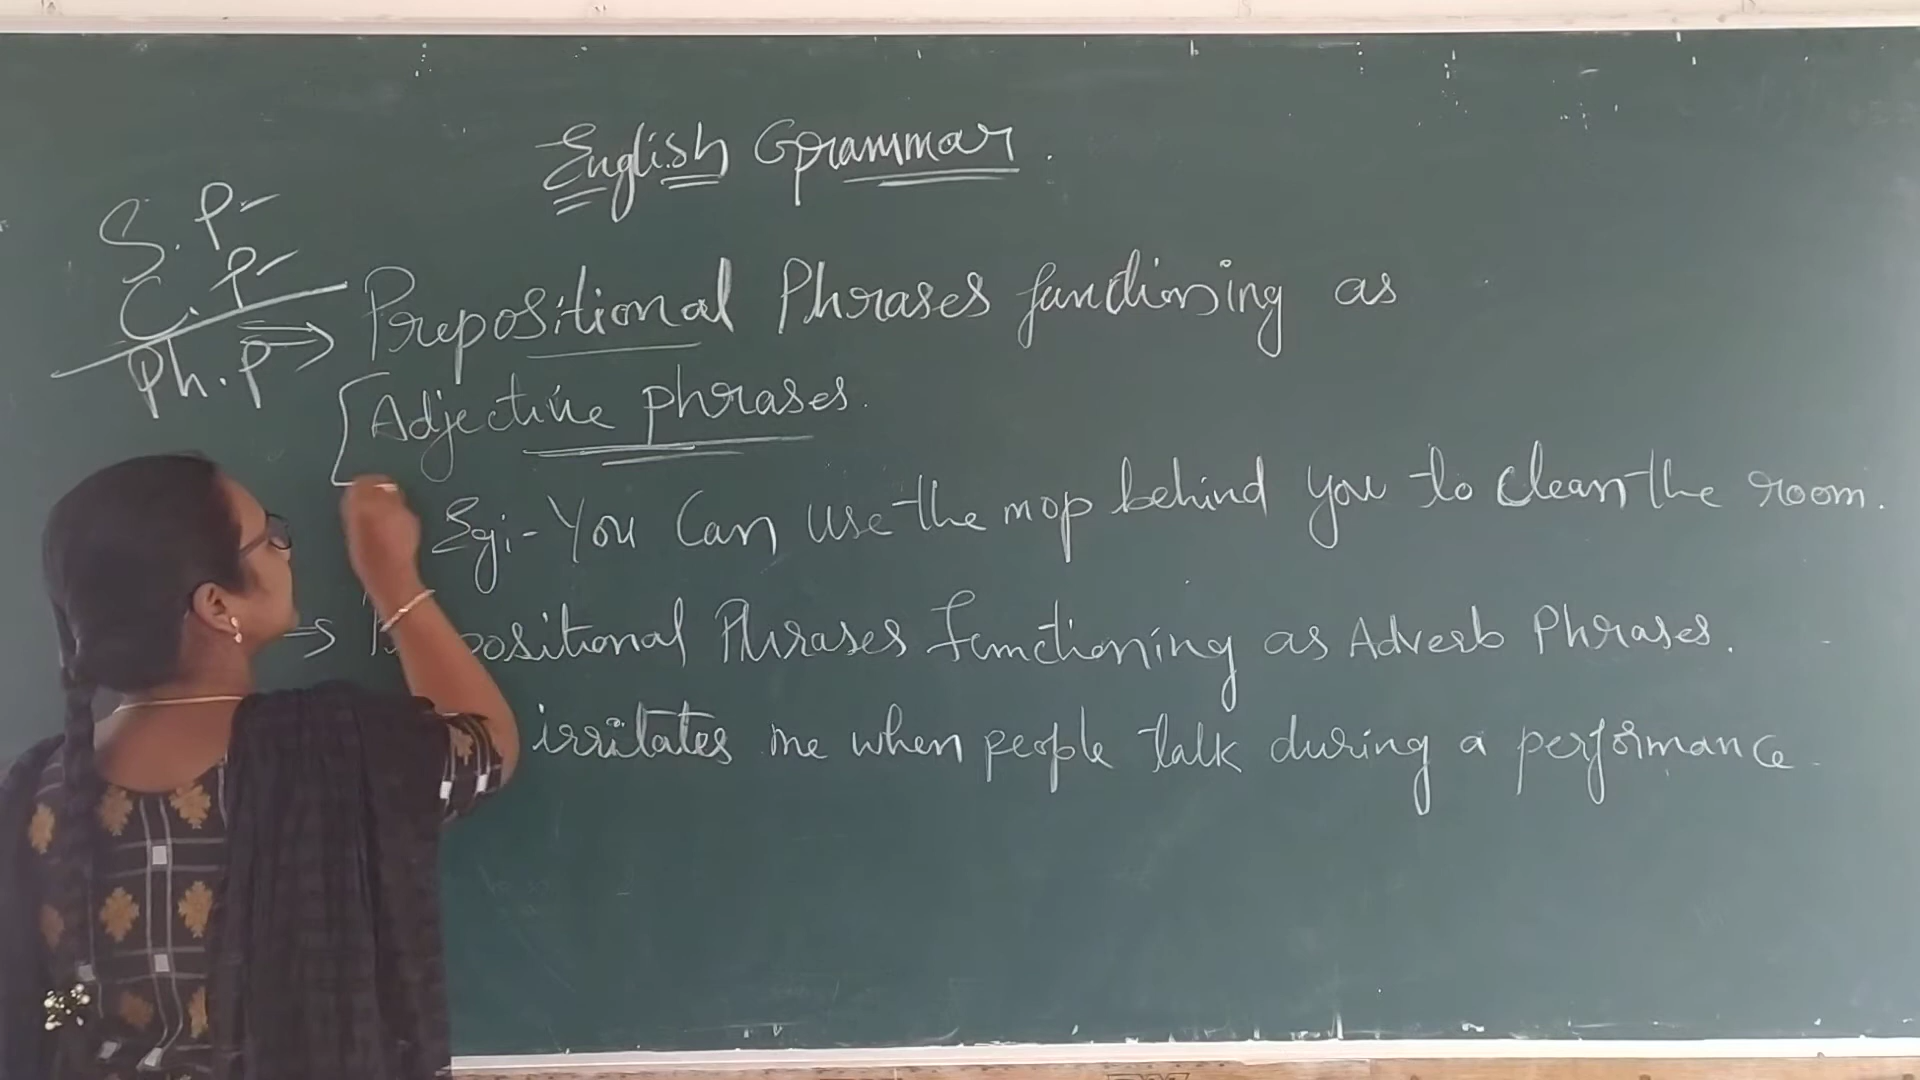 English Grammar.
S. P-
C. P-
Ph. P
⇒ Prepositional Phrases functioning as
Adjective phrases.
Eg:- You Can use the mop behind you to clean the room.
→ positional Phrases Functioning as Adverb Phrases.
irritates me when people talk during a performance.